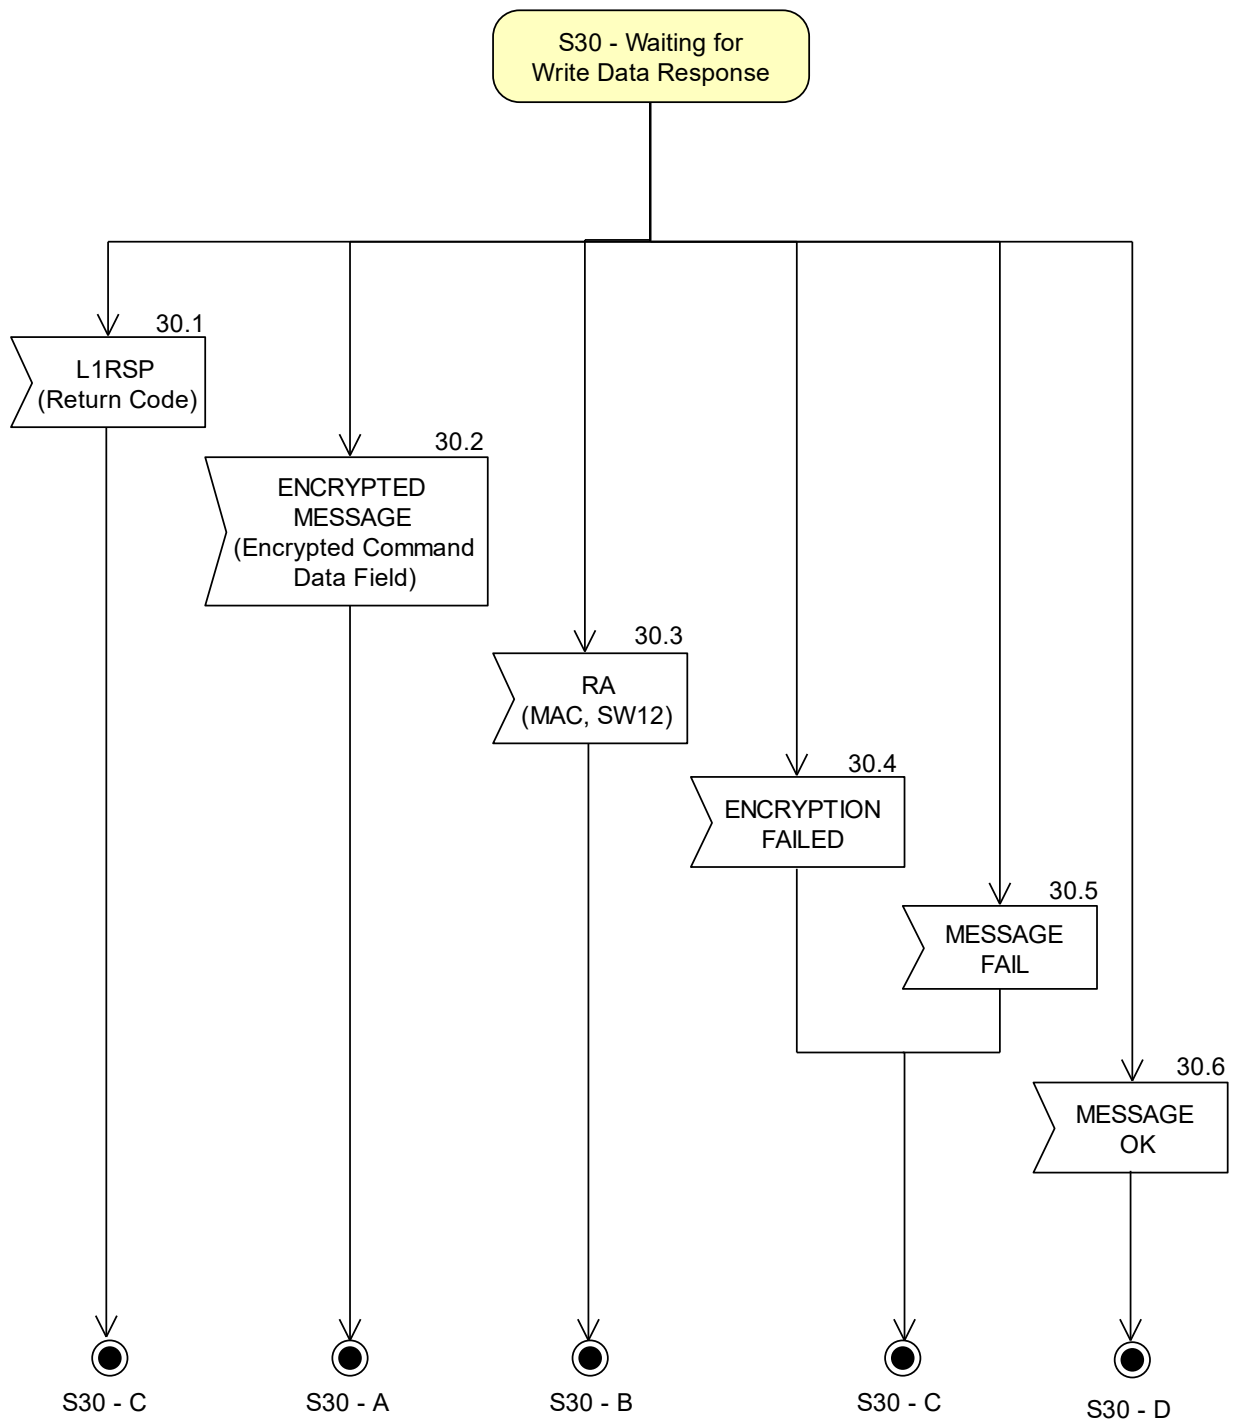 S30 - Waiting for
Write Data Response
30.1
L1RSP
(Return Code)
30.2
ENCRYPTED
MESSAGE
(Encrypted Command
Data Field)
30.3
RA
(MAC, SW12)
30.4
ENCRYPTION
FAILED
30.5
MESSAGE
FAIL
30.6
MESSAGE
OK
S30 - C
S30 - A
S30 - B
S30 - C
S30 - D